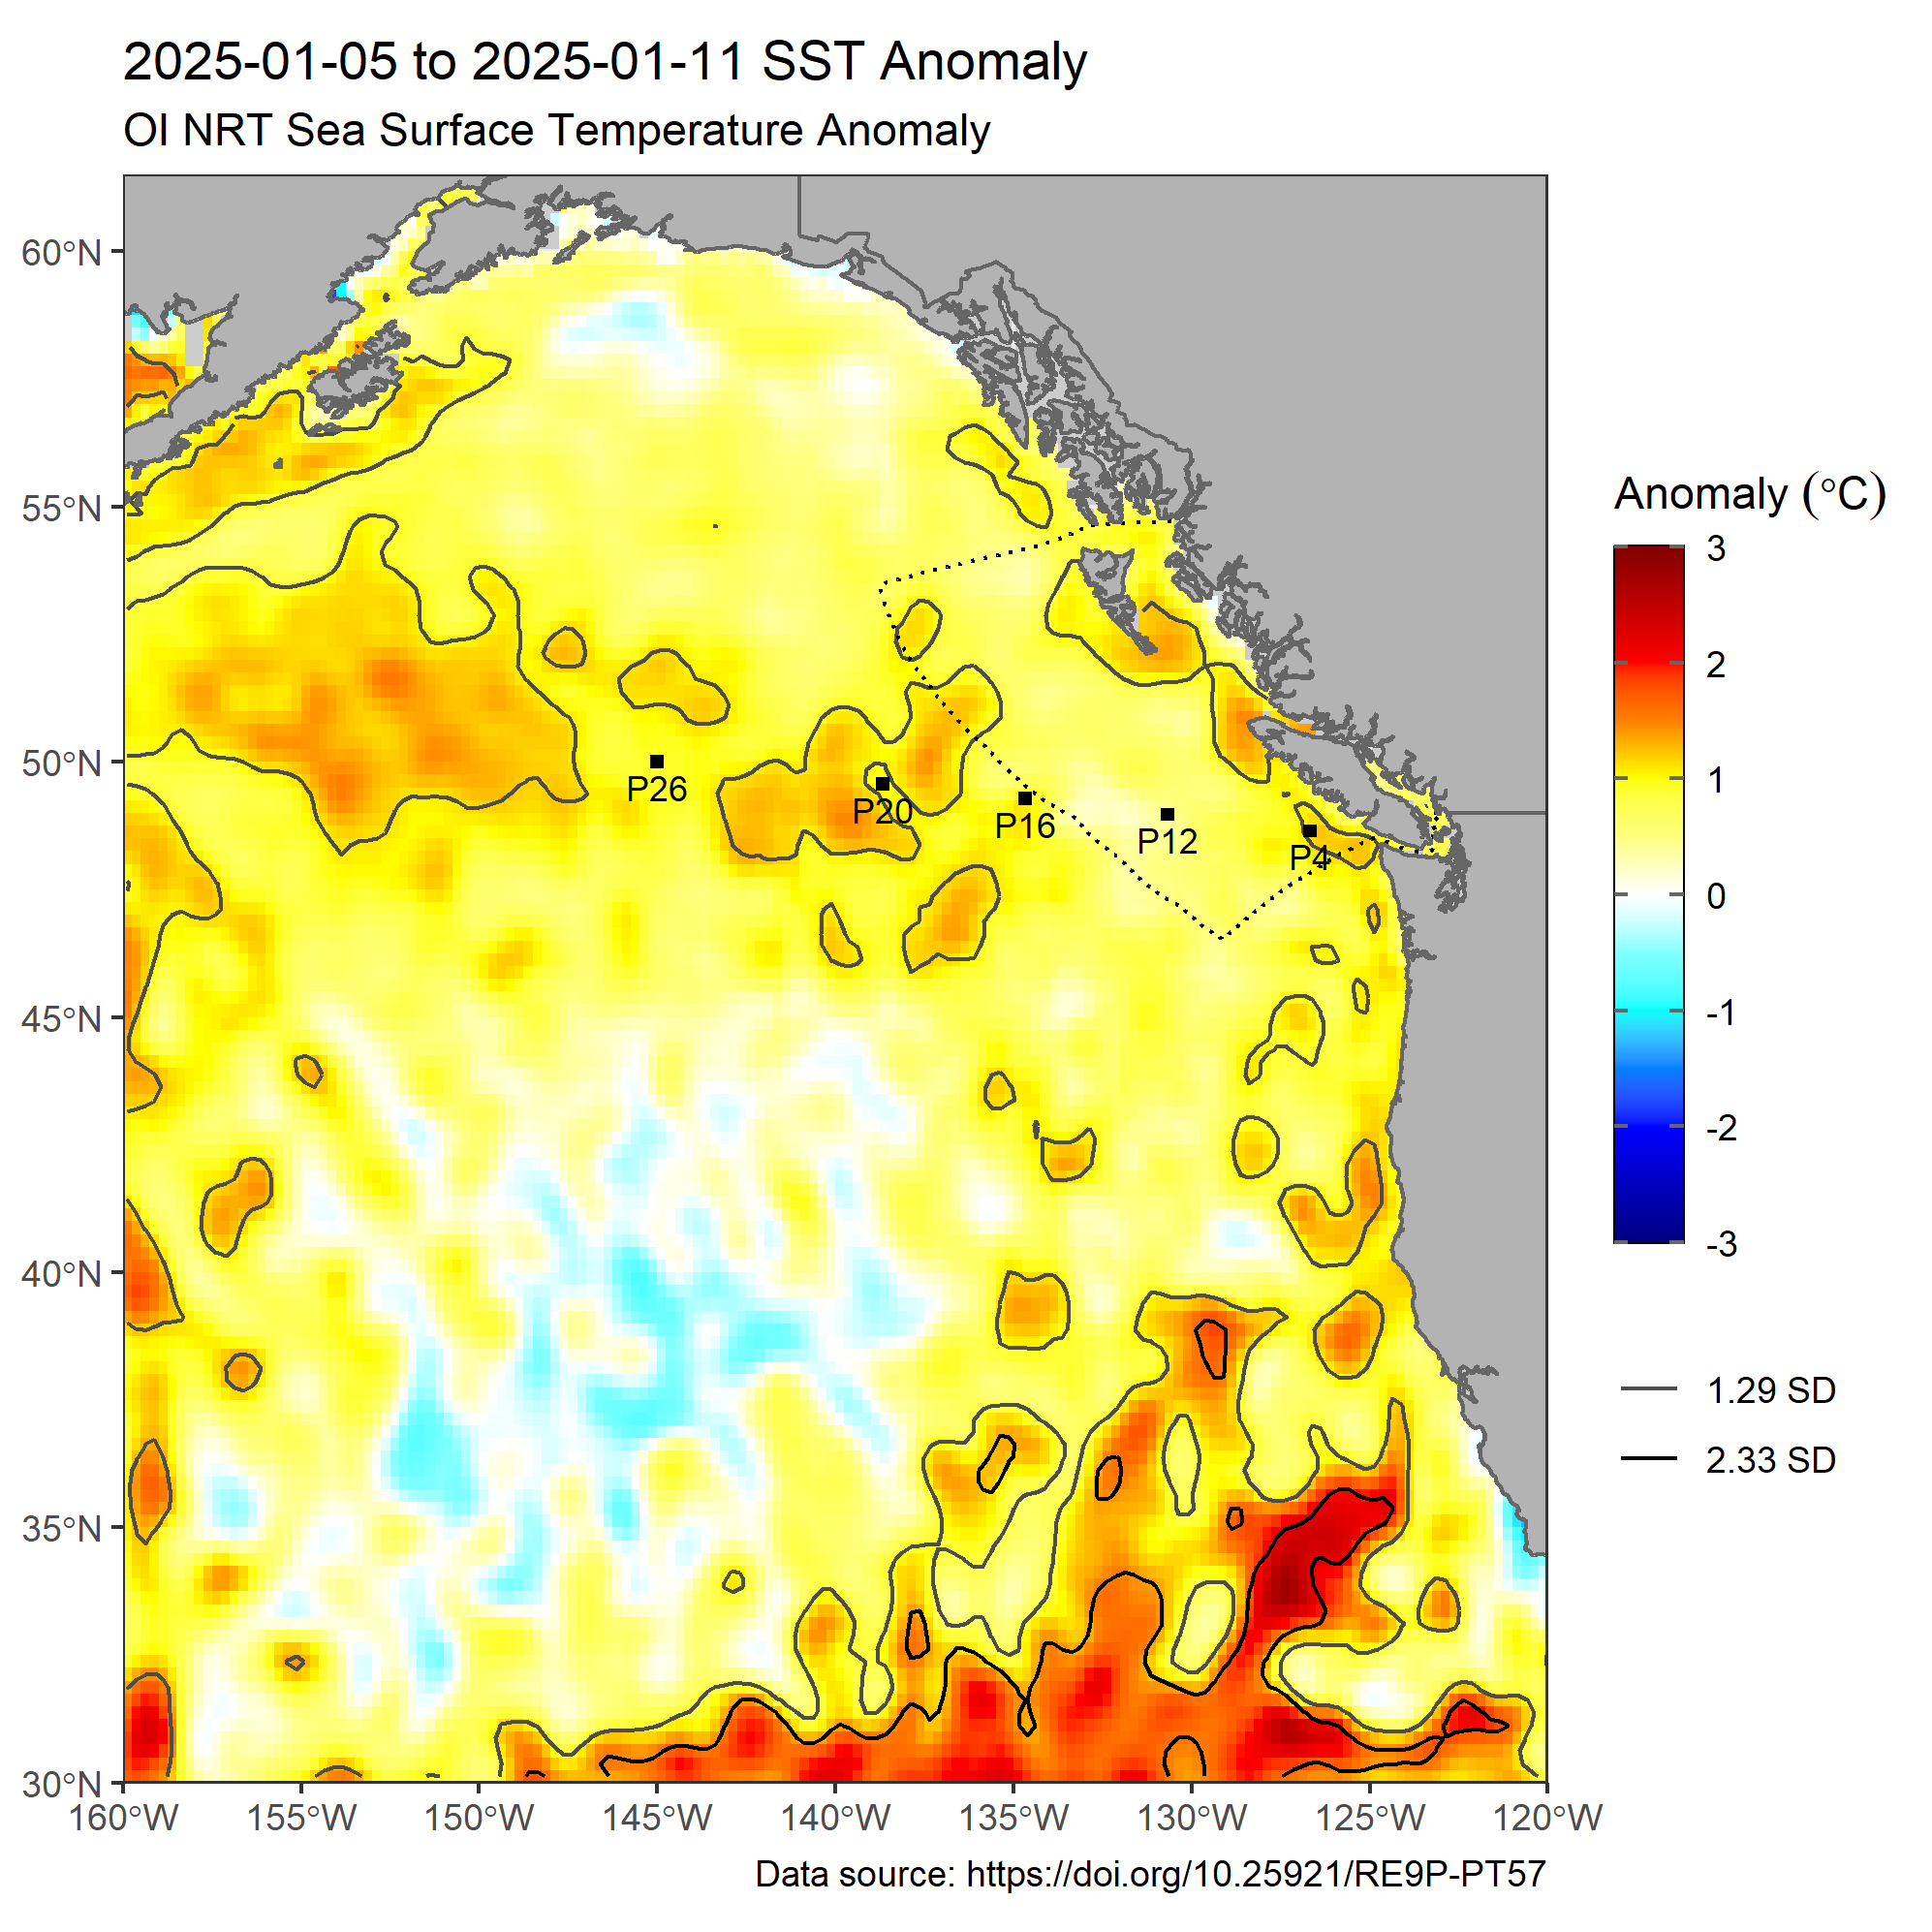 2025-01-05 to 2025-01-11 SST Anomaly
OI NRT Sea Surface Temperature Anomaly
60°N
55°N
50°N
45°N
40°N
35°N
30°N
160°W
155°W
150°W
145°W
140°W
135°W
130°W
125°W
120°W
P26
P20
P16
P12
P4
Anomaly (°C)
3
2
1
0
-1
-2
-3
1.29 SD
2.33 SD
Data source: https://doi.org/10.25921/RE9P-PT57